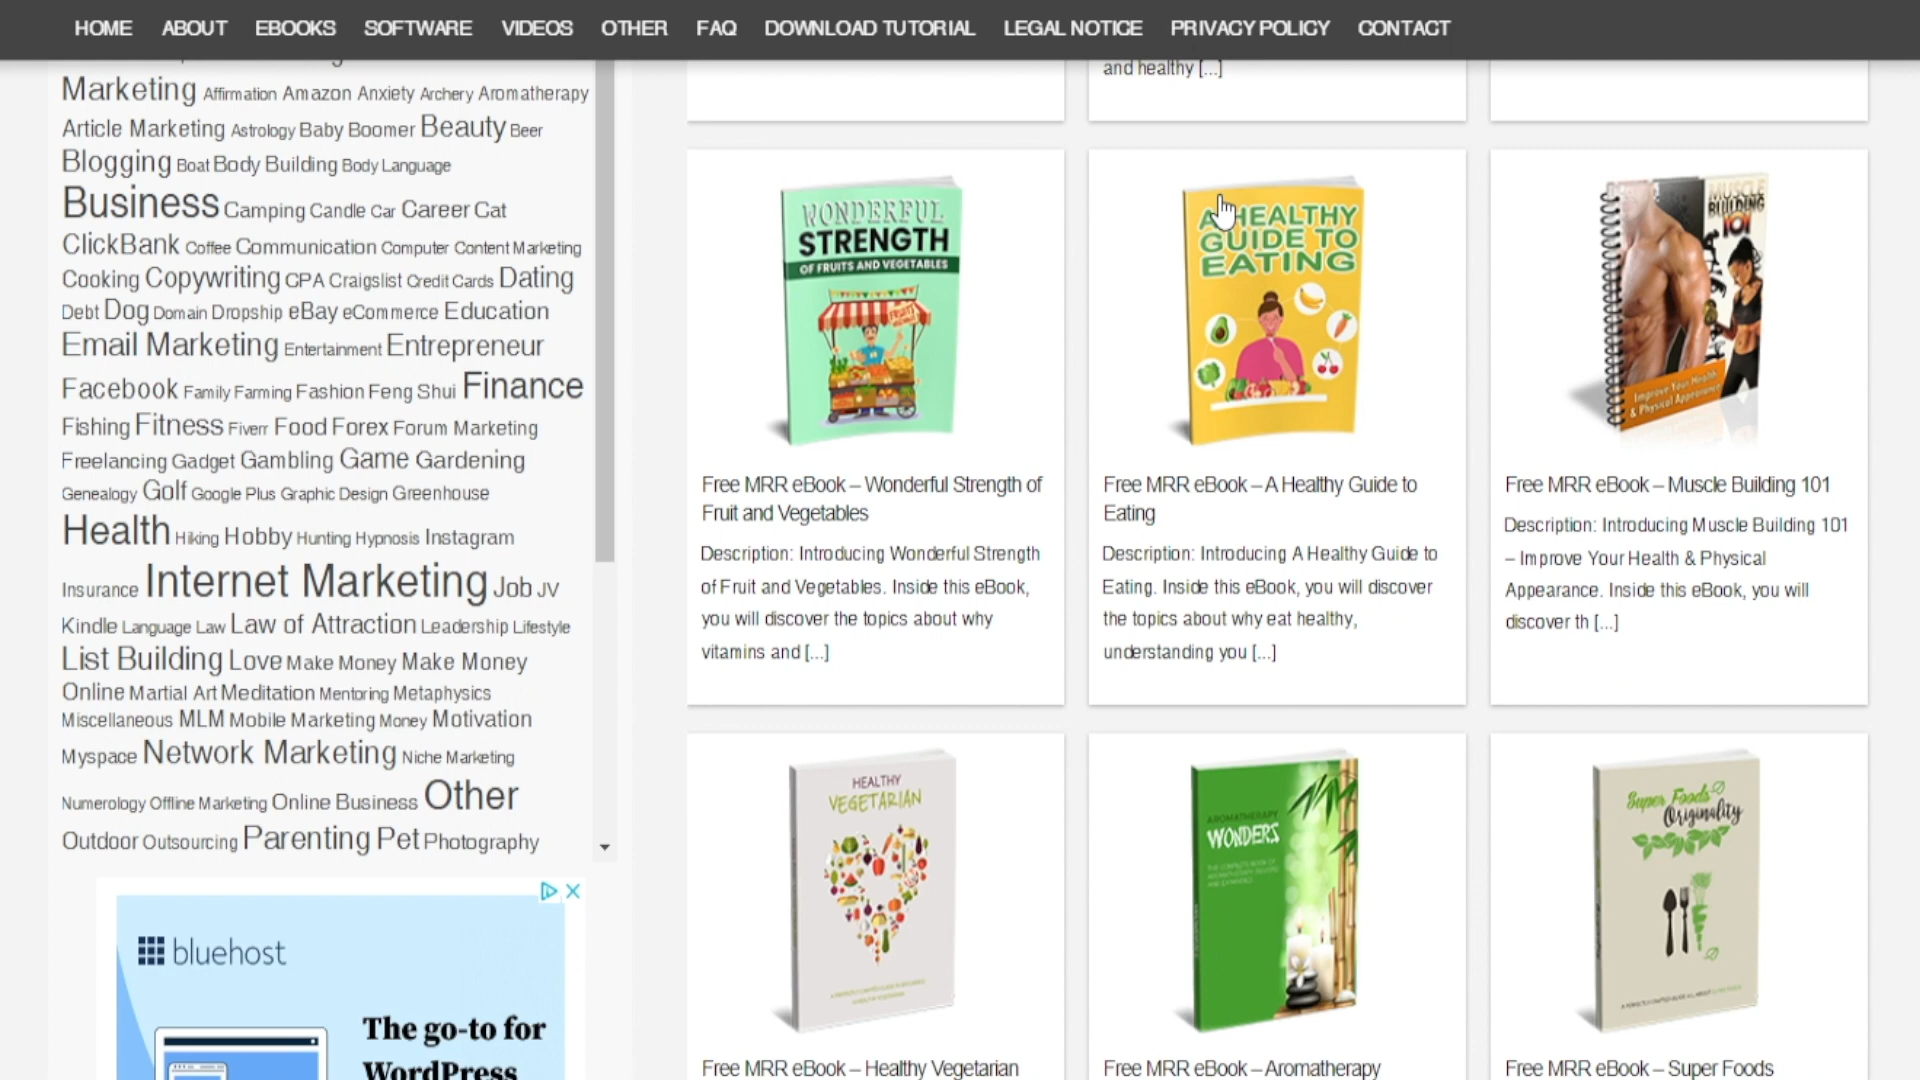 HOME ABOUT EBOOKS SOFTWARE VIDEOS OTHER FAQ DOWNLOAD TUTORIAL LEGAL NOTICE PRIVACY POLICY CONTACT
Marketing Affirmation Amazon Anxiety Archery Aromatherapy
Article Marketing Astrology Baby Boomer Beauty Beer
Blogging Boat Body Building Body Language
Business Camping Candle Car Career Cat
ClickBank Coffee Communication Computer Content Marketing
Cooking Copywriting CPA Craigslist Credit Cards Dating
Debt Dog Domain Dropship eBay eCommerce Education
Email Marketing Entertainment Entrepreneur
Facebook Family Farming Fashion Feng Shui Finance
Fishing Fitness Fiverr Food Forex Forum Marketing
Freelancing Gadget Gambling Game Gardening
Genealogy Golf Google Plus Graphic Design Greenhouse
Health Hiking Hobby Hunting Hypnosis Instagram
Insurance Internet Marketing Job JV
Kindle Language Law Law of Attraction Leadership Lifestyle
List Building Love Make Money Make Money
Online Martial Art Meditation Mentoring Metaphysics
Miscellaneous MLM Mobile Marketing Money Motivation
Myspace Network Marketing Niche Marketing
Numerology Offline Marketing Online Business Other
Outdoor Outsourcing Parenting Pet Photography
bluehost
The go-to for
WordPress
and healthy [...]
WONDERFUL
STRENGTH
OF FRUITS AND VEGETABLES
FRUITS
Free MRR eBook – Wonderful Strength of
Fruit and Vegetables
Description: Introducing Wonderful Strength
of Fruit and Vegetables. Inside this eBook,
you will discover the topics about why
vitamins and [...]
A HEALTHY
GUIDE TO
EATING
Free MRR eBook – A Healthy Guide to
Eating
Description: Introducing A Healthy Guide to
Eating. Inside this eBook, you will discover
the topics about why eat healthy,
understanding you [...]
MUSCLE
BUILDING
101
Improve Your Health
& Physical Appearance
Free MRR eBook – Muscle Building 101
Description: Introducing Muscle Building 101
– Improve Your Health & Physical
Appearance. Inside this eBook, you will
discover th [...]
HEALTHY
VEGETARIAN
Free MRR eBook – Healthy Vegetarian
AROMATHERAPY
WONDERS
Free MRR eBook – Aromatherapy
Super Foods
Originality
Free MRR eBook – Super Foods